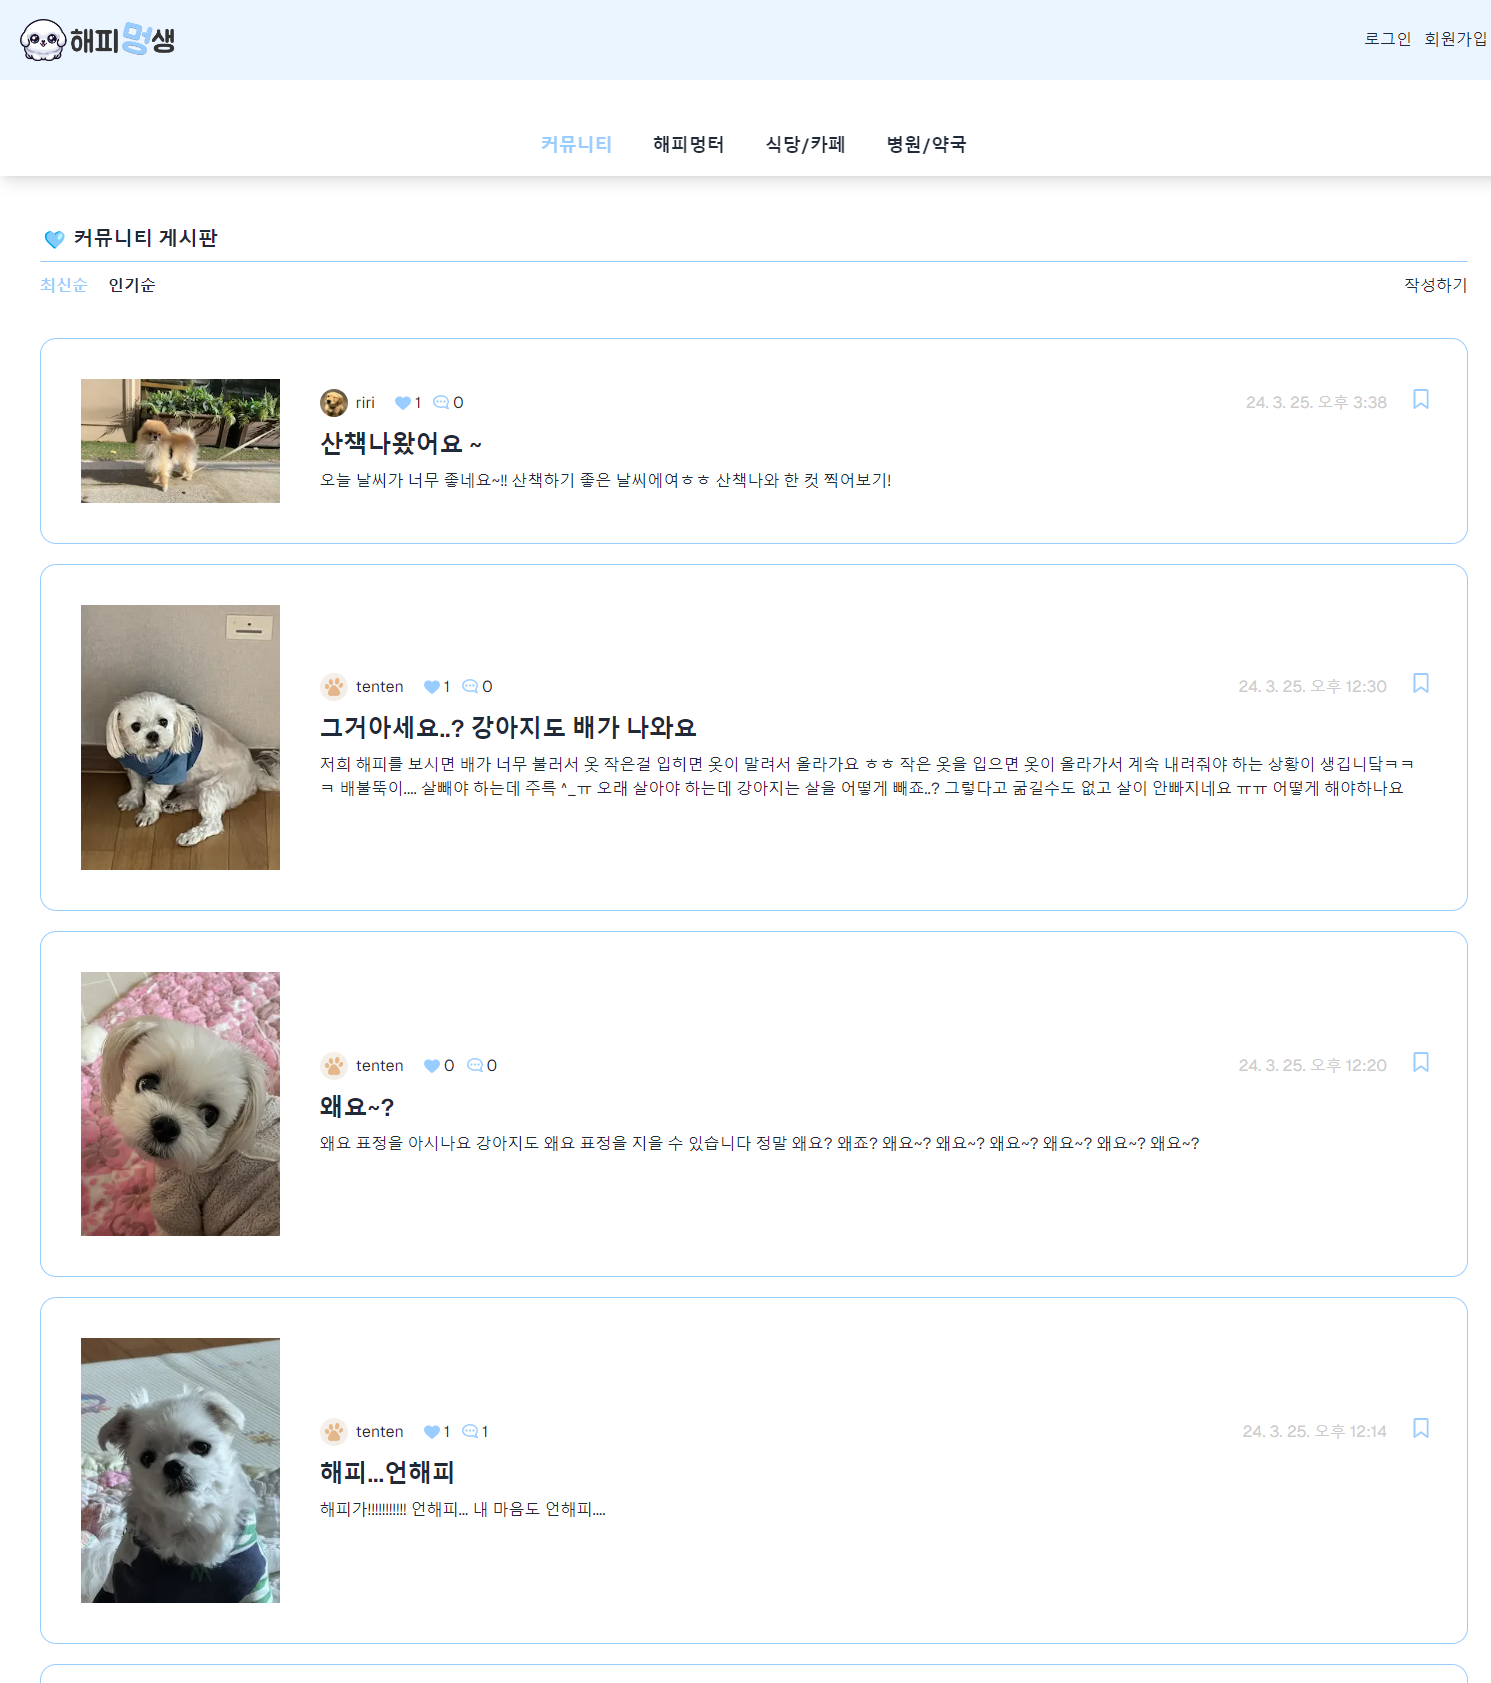 해피멍생
로그인 회원가입
커뮤니티 해피멍터 식당/카페 병원/약국
커뮤니티 게시판
최신순 인기순 작성하기
riri 1 0 24. 3. 25. 오후 3:38
산책나왔어요 ~
오늘 날씨가 너무 좋네요~!! 산책하기 좋은 날씨에여ㅎㅎ 산책나와 한 컷 찍어보기!
tenten 1 0 24. 3. 25. 오후 12:30
그거아세요..? 강아지도 배가 나와요
저희 해피를 보시면 배가 너무 불러서 옷 작은걸 입히면 옷이 말려서 올라가요 ㅎㅎ 작은 옷을 입으면 옷이 올라가서 계속 내려줘야 하는 상황이 생깁니닼ㅋㅋ
ㅋ 배불뚝이.... 살빼야 하는데 주륵 ^_ㅠ 오래 살아야 하는데 강아지는 살을 어떻게 빼죠..? 그렇다고 굶길수도 없고 살이 안빠지네요 ㅠㅠ 어떻게 해야하나요
tenten 0 0 24. 3. 25. 오후 12:20
왜요~?
왜요 표정을 아시나요 강아지도 왜요 표정을 지을 수 있습니다 정말 왜요? 왜죠? 왜요~? 왜요~? 왜요~? 왜요~? 왜요~? 왜요~?
tenten 1 1 24. 3. 25. 오후 12:14
해피...언해피
해피가!!!!!!!!!!! 언해피... 내 마음도 언해피....